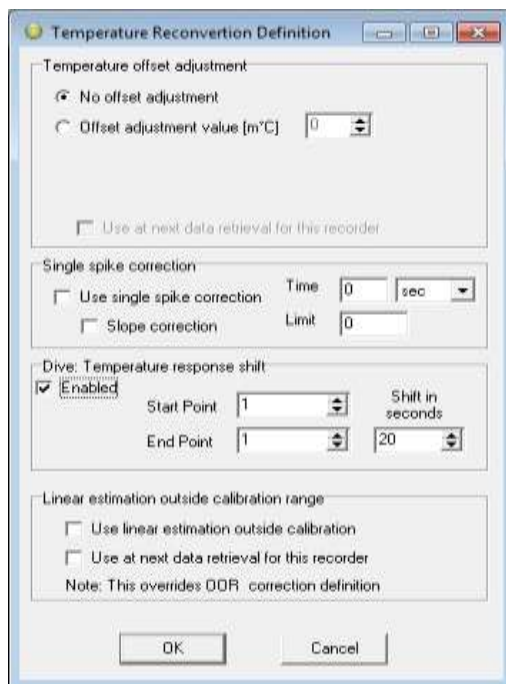 Temperature Reconvertion Definition
Temperature offset adjustment
No offset adjustment
Offset adjustment value [m°C] 0
Use at next data retrieval for this recorder
Single spike correction
Use single spike correction Time 0 sec
Slope correction Limit 0
Dive: Temperature response shift
Enabled
Start Point 1 Shift in seconds
End Point 1 20
Linear estimation outside calibration range
Use linear estimation outside calibration
Use at next data retrieval for this recorder
Note: This overrides OOR correction definition
OK Cancel